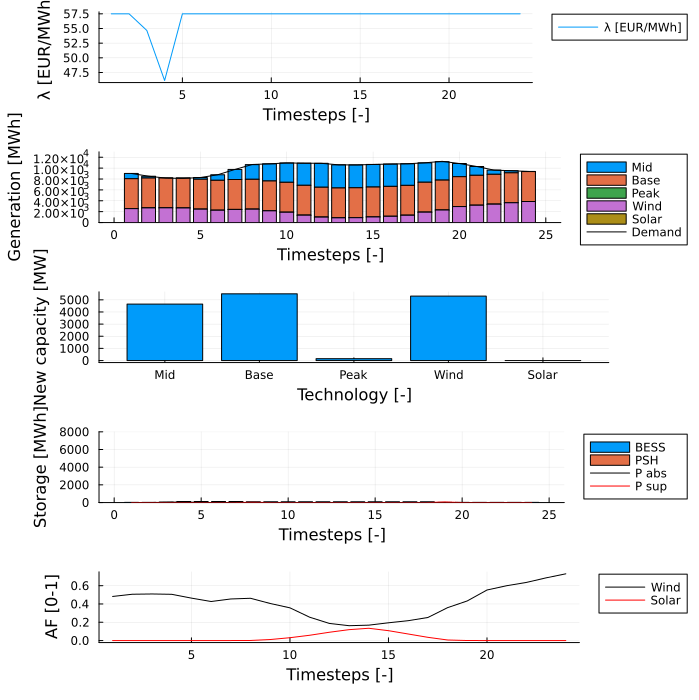 λ [EUR/MWh]
57.5
55.0
52.5
50.0
47.5
5
10
15
20
Timesteps [-]
λ [EUR/MWh]
Generation [MWh]
1.20×10⁴
1.00×10⁴
8.00×10³
6.00×10³
4.00×10³
2.00×10³
0
0
5
10
15
20
25
Timesteps [-]
Mid
Base
Peak
Wind
Solar
Demand
New capacity [MW]
5000
4000
3000
2000
1000
0
Mid
Base
Peak
Wind
Solar
Technology [-]
Storage [MWh]
8000
6000
4000
2000
0
0
5
10
15
20
25
Timesteps [-]
BESS
PSH
P abs
P sup
AF [0-1]
0.6
0.4
0.2
0.0
5
10
15
20
Timesteps [-]
Wind
Solar